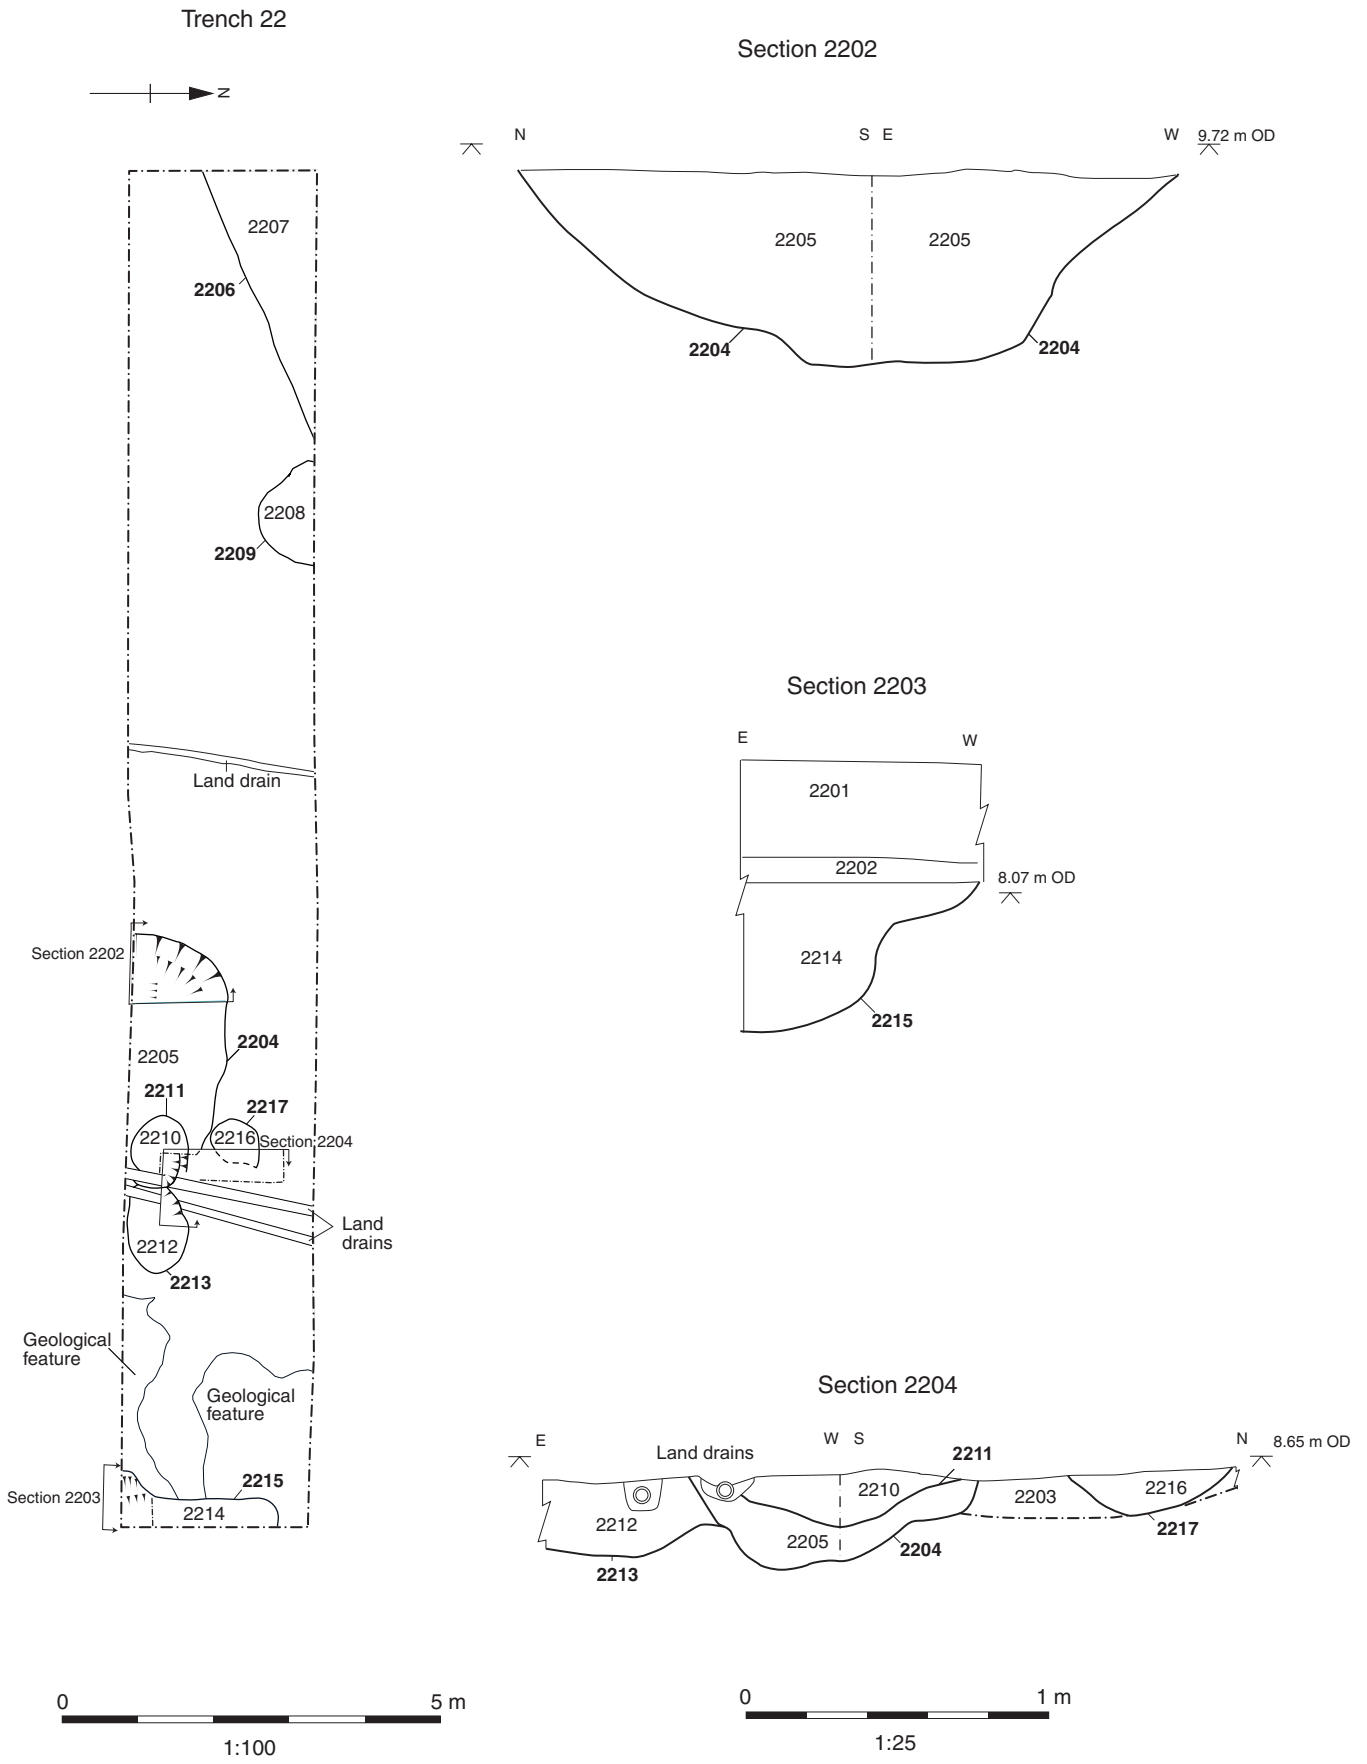 Trench 22
N
2207
2206
2208
2209
Land drain
Section 2202
2204
2205
2211
2217
2210
2216
Section 2204
Land
drains
2212
2213
Geological
feature
Geological
feature
2215
Section 2203
2214
0 5 m
1:100
Section 2202
N S E W 9.72 m OD
2205 2205
2204 2204
Section 2203
E W
2201
2202
8.07 m OD
2214
2215
Section 2204
E Land drains W S 2211 N 8.65 m OD
2210
2203
2216
2212
2205
2204
2217
2213
0 1 m
1:25